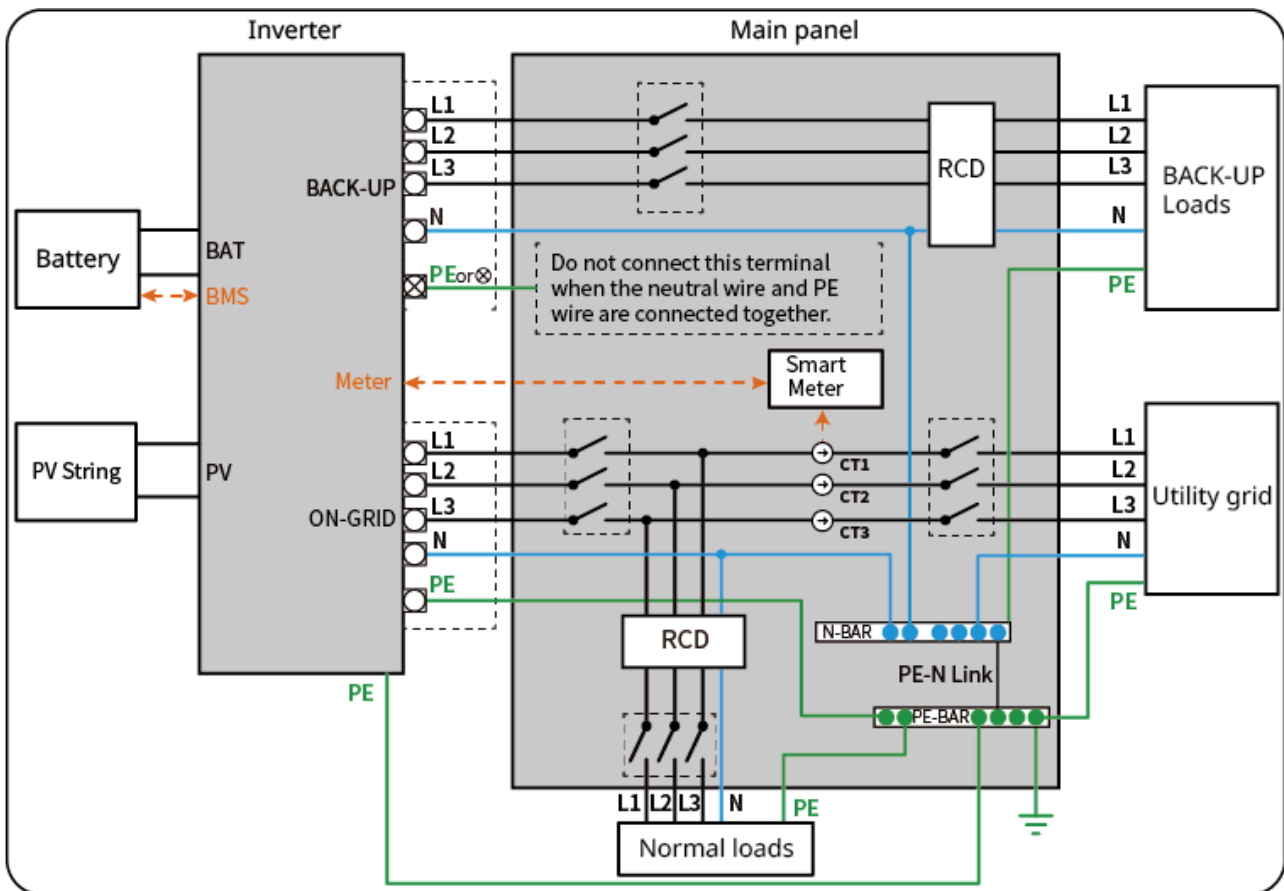 Inverter
Main panel
L1
L2
L3
BACK-UP
N
PEor⊗
RCD
L1
L2
L3
N
PE
BACK-UP
Loads
Battery
BAT
BMS
Do not connect this terminal
when the neutral wire and PE
wire are connected together.
Meter
Smart
Meter
PV String
PV
L1
L2
L3
ON-GRID
N
PE
CT1
CT2
CT3
L1
L2
L3
N
PE
Utility grid
RCD
N-BAR
PE-N Link
PE-BAR
PE
L1 L2 L3 N PE
Normal loads